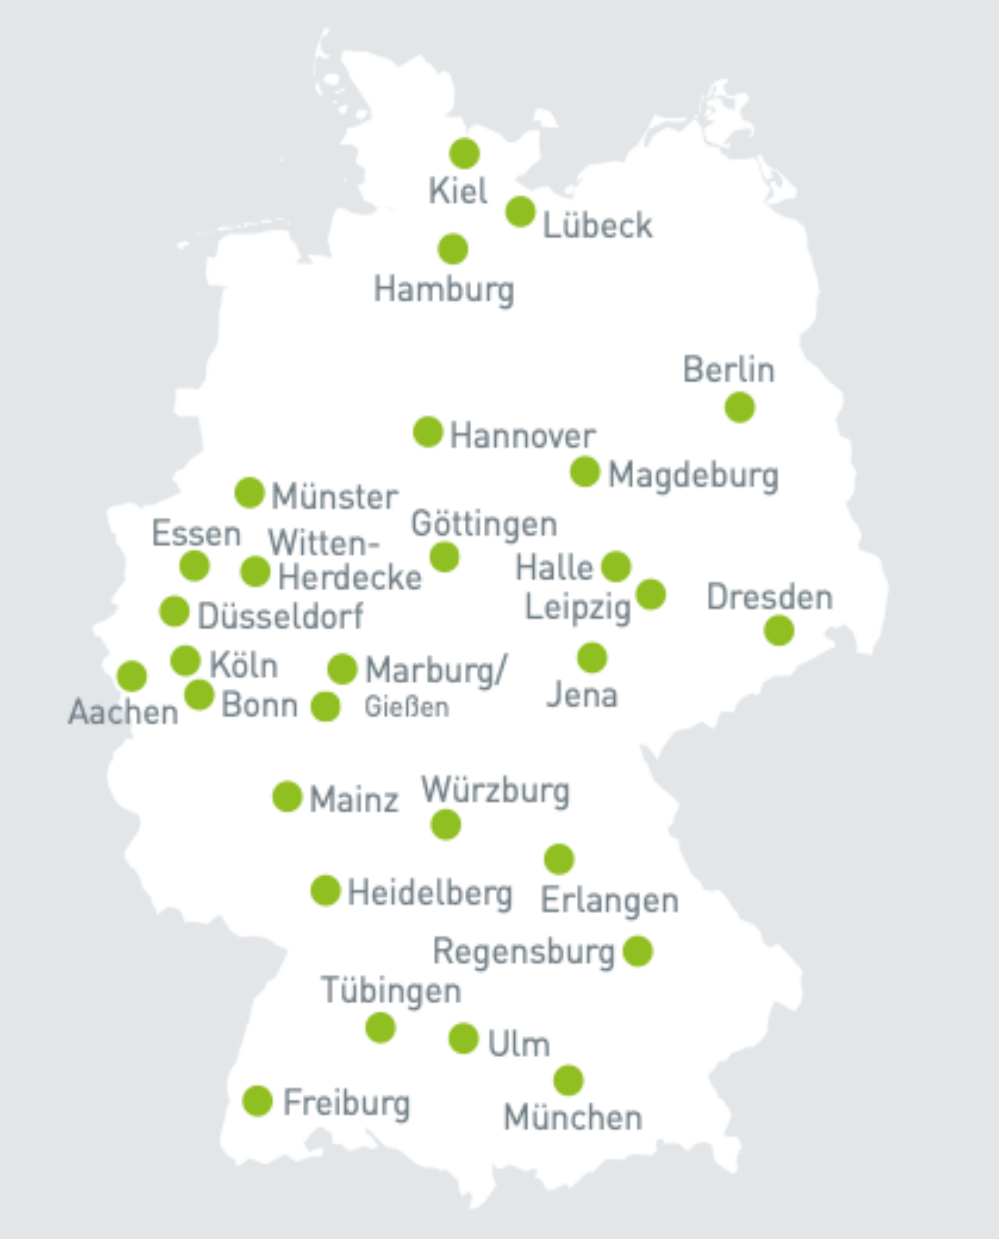 Kiel
Lübeck
Hamburg
Berlin
Hannover
Magdeburg
Münster
Göttingen
Essen
Witten-
Herdecke
Halle
Leipzig
Dresden
Düsseldorf
Köln
Marburg/
Gießen
Jena
Aachen
Bonn
Mainz
Würzburg
Heidelberg
Erlangen
Regensburg
Tübingen
Ulm
Freiburg
München